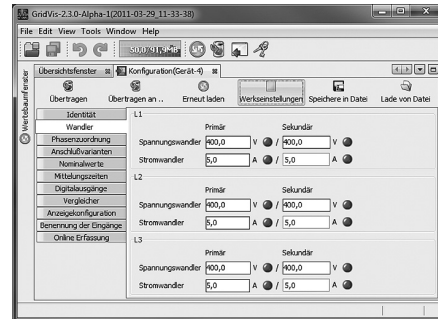 GridVis-2.3.0-Alpha-1(2011-03-29_11-33-38)
File Edit View Tools Window Help
50,0/91,9MB
Übersichtsfenster Konfiguration(Gerät-4)
Wertebaumfenster
Übertragen Übertragen an .. Erneut laden Werkseinstellungen Speichere in Datei Lade von Datei
Identität
Wandler
Phasenzuordnung
Anschlußvarianten
Nominalwerte
Mittelungszeiten
Digitalausgänge
Vergleicher
Anzeigekonfiguration
Benennung der Eingänge
Online Erfassung
L1
Primär Sekundär
Spannungswandler 400,0 V / 400,0 V
Stromwandler 5,0 A / 5,0 A
L2
Primär Sekundär
Spannungswandler 400,0 V / 400,0 V
Stromwandler 5,0 A / 5,0 A
L3
Primär Sekundär
Spannungswandler 400,0 V / 400,0 V
Stromwandler 5,0 A / 5,0 A